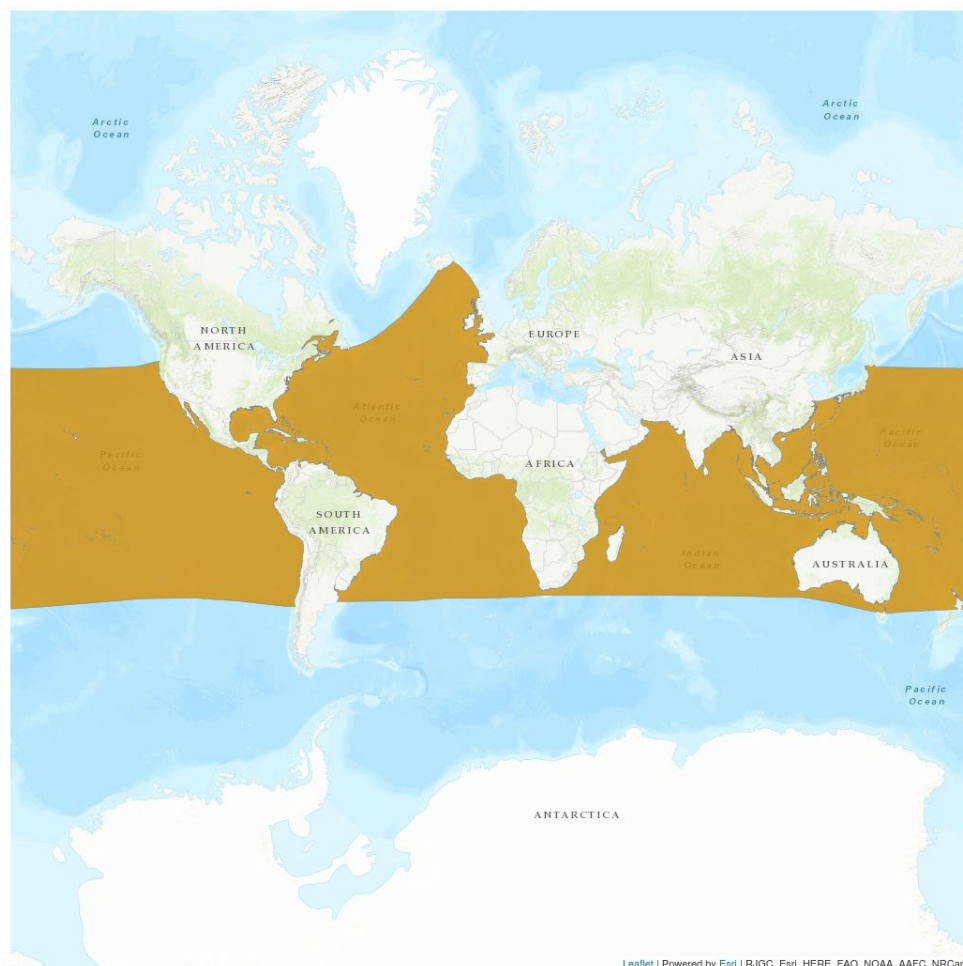 Arctic
Ocean
Arctic
Ocean
NORTH
AMERICA
EUROPE
ASIA
Atlantic
Ocean
Pacific
Ocean
Pacific
Ocean
AFRICA
SOUTH
AMERICA
Indian
Ocean
AUSTRALIA
Pacific
Ocean
ANTARCTICA
Leaflet | Powered by Esri | RJGC, Esri, HERE, FAO, NOAA, AAFC, NRCan